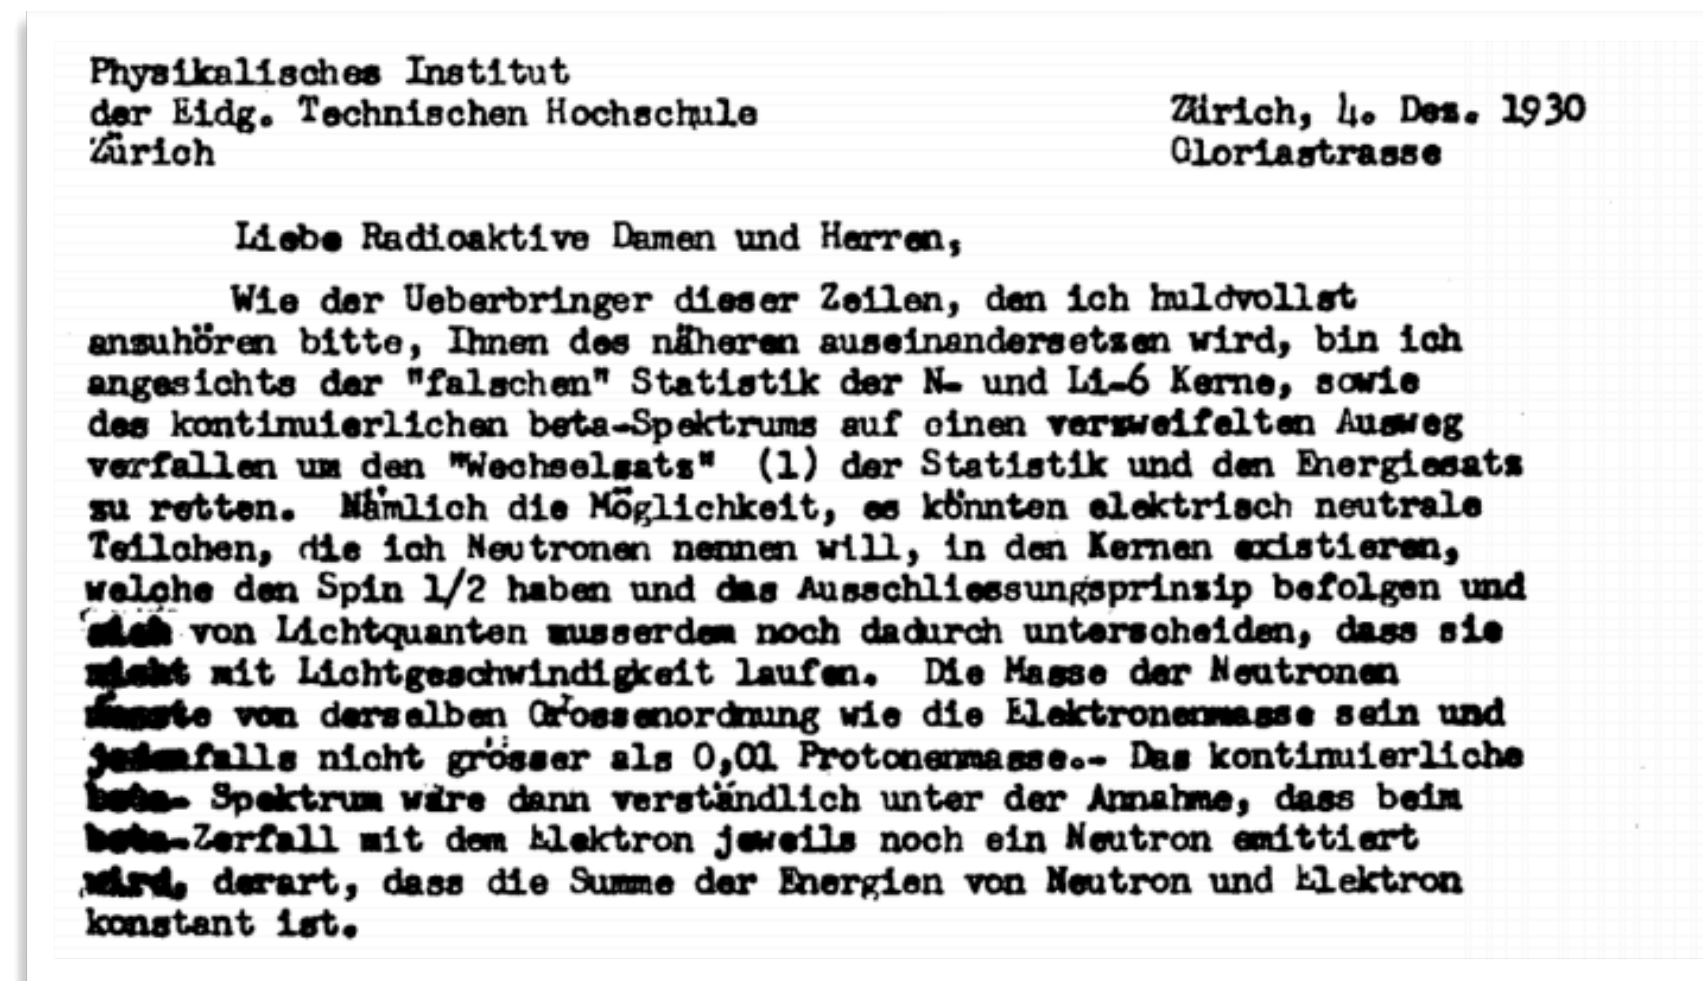 Physikalisches Institut
der Eidg. Technischen Hochschule
Zürich
Zürich, 4. Dez. 1930
Gloriastrasse
Liebe Radioaktive Damen und Herren,
Wie der Ueberbringer dieser Zeilen, den ich huldvollst
anzuhören bitte, Ihnen des näheren auseinandersetzen wird, bin ich
angesichts der "falschen" Statistik der N- und Li-6 Kerne, sowie
des kontinuierlichen beta-Spektrums auf einen verzweifelten Ausweg
verfallen um den "Wechselsatz" (1) der Statistik und den Energiesatz
zu retten. Nämlich die Möglichkeit, es könnten elektrisch neutrale
Teilchen, die ich Neutronen nennen will, in den Kernen existieren,
welche den Spin 1/2 haben und das Ausschliessungsprinzip befolgen und
sich von Lichtquanten ausserdem noch dadurch unterscheiden, dass sie
nicht mit Lichtgeschwindigkeit laufen. Die Masse der Neutronen
müsste von derselben Grossenordnung wie die Elektronenmasse sein und
jedenfalls nicht grösser als 0,01 Protonenmasse.- Das kontinuierliche
beta- Spektrum wäre dann verständlich unter der Annahme, dass beim
beta-Zerfall mit dem Elektron jeweils noch ein Neutron emittiert
wird, derart, dass die Summe der Energien von Neutron und Elektron
konstant ist.